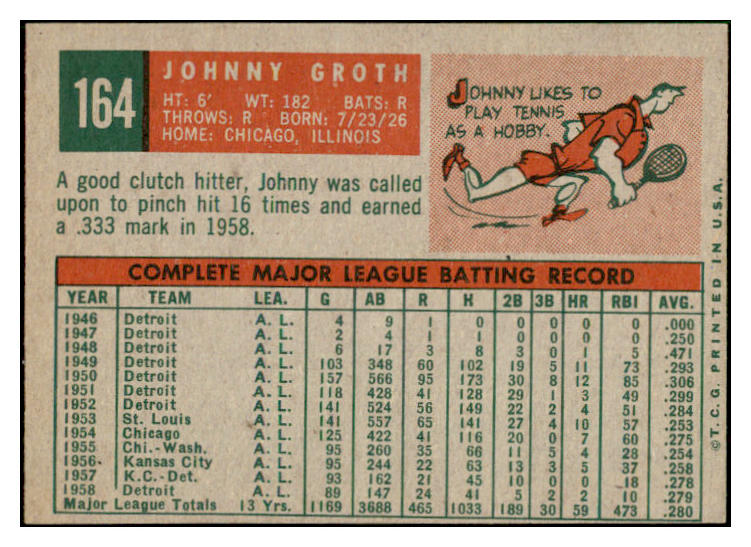 164
JOHNNY GROTH
HT: 6' WT: 182 BATS: R
THROWS: R BORN: 7/23/26
HOME: CHICAGO, ILLINOIS
JOHNNY LIKES TO
PLAY TENNIS
AS A HOBBY.
A good clutch hitter, Johnny was called
upon to pinch hit 16 times and earned
a .333 mark in 1958.
COMPLETE MAJOR LEAGUE BATTING RECORD
YEAR TEAM LEA. G AB R H 2B 3B HR RBI AVG.
1946 Detroit A. L. 4 9 1 0 0 0 0 0 .000
1947 Detroit A. L. 2 4 1 1 0 0 0 0 .250
1948 Detroit A. L. 6 17 3 8 3 0 1 5 .471
1949 Detroit A. L. 103 348 60 102 19 5 11 73 .293
1950 Detroit A. L. 157 566 95 173 30 8 12 85 .306
1951 Detroit A. L. 118 428 41 128 29 1 3 49 .299
1952 Detroit A. L. 141 524 56 149 22 2 4 51 .284
1953 St. Louis A. L. 141 557 65 141 27 4 10 57 .253
1954 Chicago A. L. 125 422 41 116 20 0 7 60 .275
1955 Chi.-Wash. A. L. 95 260 35 66 11 5 4 28 .254
1956 Kansas City A. L. 95 244 22 63 13 3 5 37 .258
1957 K.C.-Det. A. L. 93 162 21 45 10 0 0 18 .278
1958 Detroit A. L. 89 147 24 41 5 2 2 10 .279
Major League Totals 13 Yrs. 1169 3688 465 1033 189 30 59 473 .280
©T.C.G. PRINTED IN U.S.A.